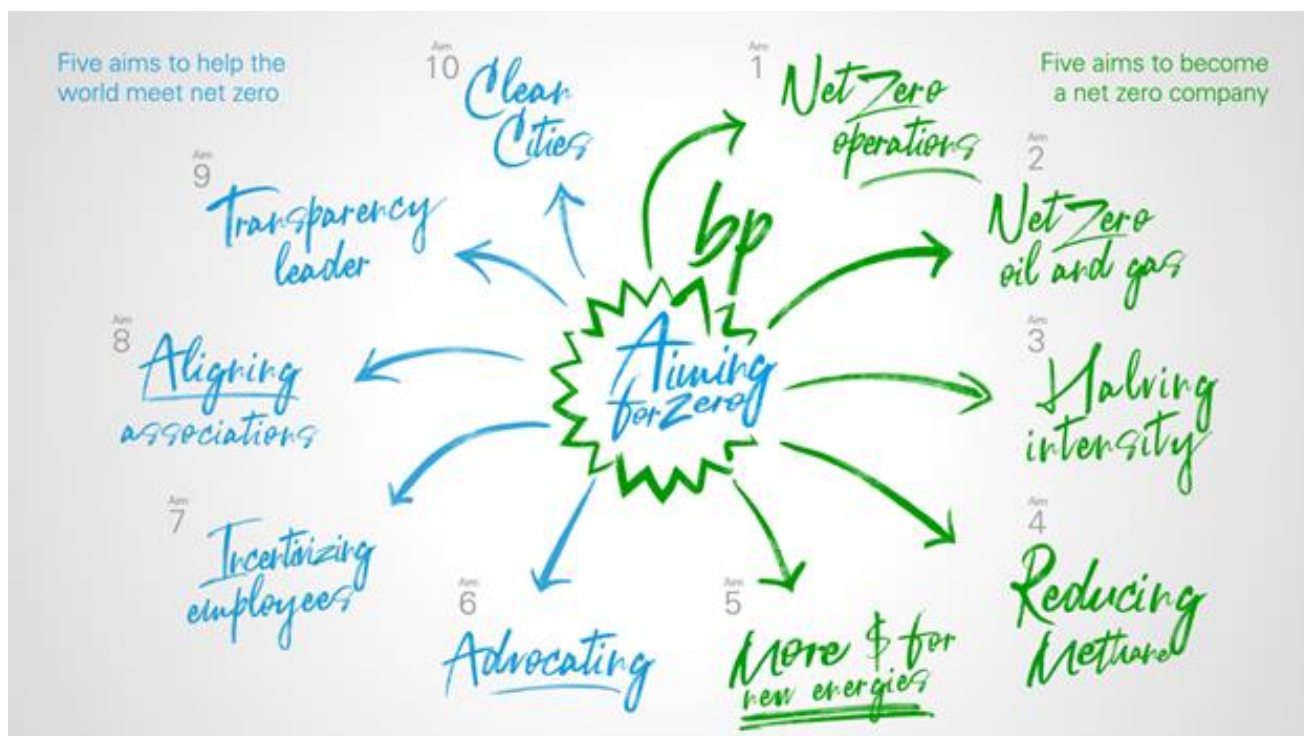 Five aims to help the
world meet net zero
Five aims to become
a net zero company
bp
Aiming
for zero
Aim
1
Net Zero
operations
Aim
2
Net Zero
oil and gas
Aim
3
Halving
intensity
Aim
4
Reducing
Methane
Aim
5
More $ for
new energies
Aim
6
Advocating
Aim
7
Incentivizing
employees
Aim
8
Aligning
associations
Aim
9
Transparency
leader
Aim
10
Clean
Cities